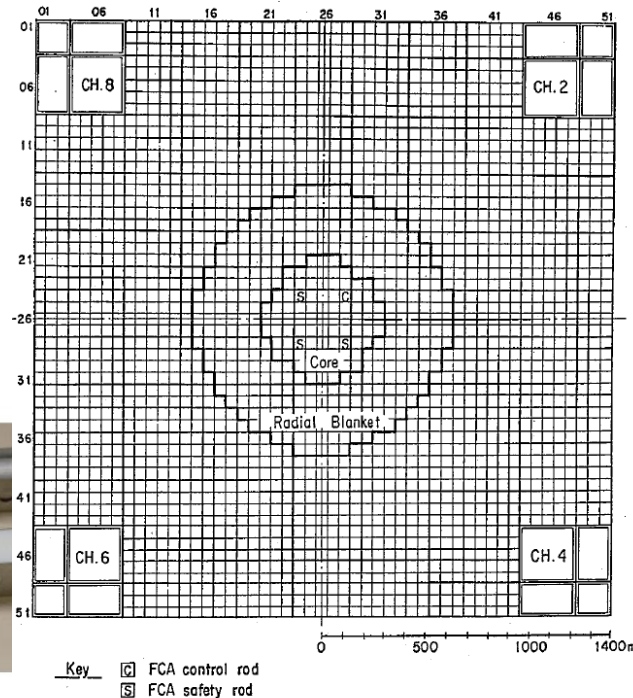 01 06 11 16 21 26 31 36 41 46 51
01
06
11
16
21
-26
31
36
41
46
51
CH.8
CH.2
S C
S S
Core
Radial Blanket
CH.6
CH.4
0 500 1000 1400m
Key C FCA control rod
S FCA safety rod